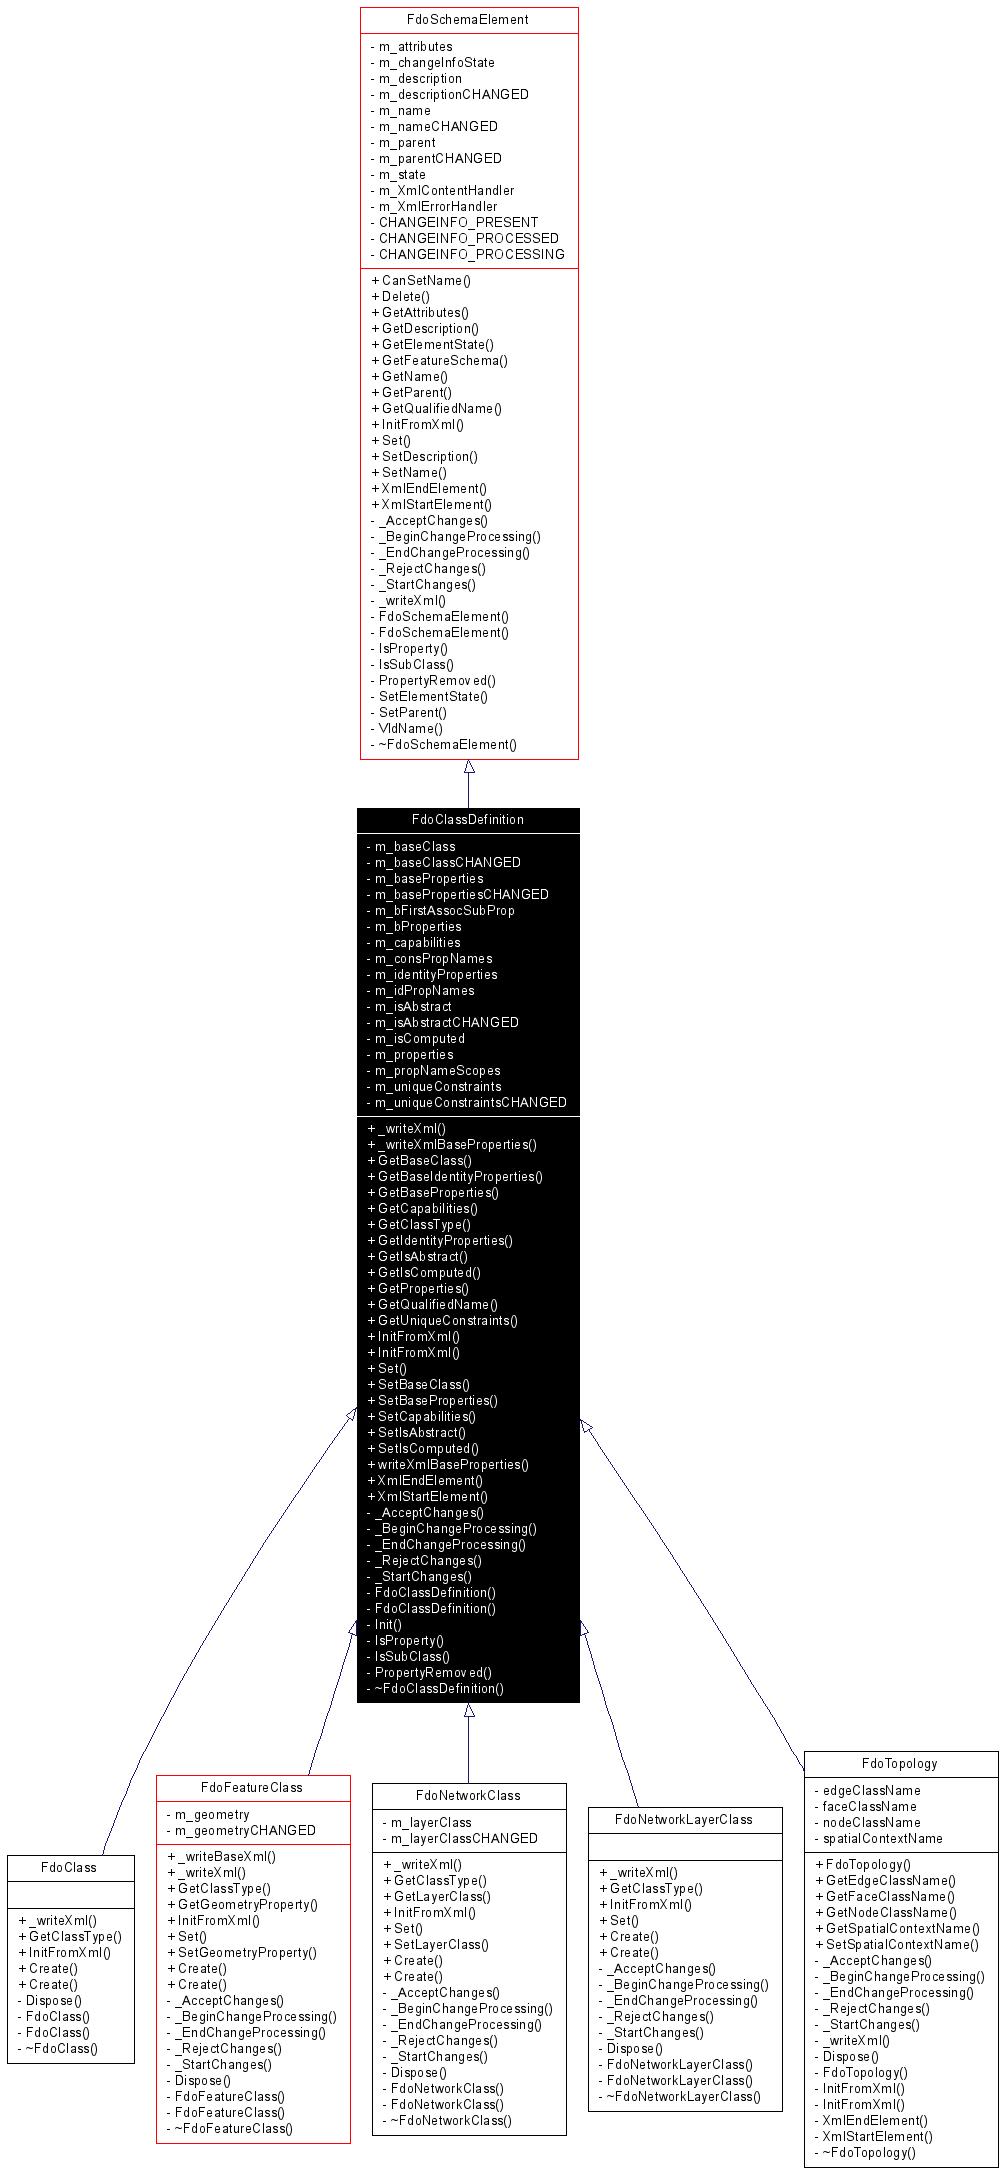 FdoSchemaElement
- m_attributes
- m_changeInfoState
- m_description
- m_descriptionCHANGED
- m_name
- m_nameCHANGED
- m_parent
- m_parentCHANGED
- m_state
- m_XmlContentHandler
- m_XmlErrorHandler
- CHANGEINFO_PRESENT
- CHANGEINFO_PROCESSED
- CHANGEINFO_PROCESSING
+ CanSetName()
+ Delete()
+ GetAttributes()
+ GetDescription()
+ GetElementState()
+ GetFeatureSchema()
+ GetName()
+ GetParent()
+ GetQualifiedName()
+ InitFromXml()
+ Set()
+ SetDescription()
+ SetName()
+ XmlEndElement()
+ XmlStartElement()
- _AcceptChanges()
- _BeginChangeProcessing()
- _EndChangeProcessing()
- _RejectChanges()
- _StartChanges()
- _writeXml()
- FdoSchemaElement()
- FdoSchemaElement()
- IsProperty()
- IsSubClass()
- PropertyRemoved()
- SetElementState()
- SetParent()
- VldName()
- ~FdoSchemaElement()
FdoClassDefinition
- m_baseClass
- m_baseClassCHANGED
- m_baseProperties
- m_basePropertiesCHANGED
- m_bFirstAssocSubProp
- m_bProperties
- m_capabilities
- m_consPropNames
- m_identityProperties
- m_idPropNames
- m_isAbstract
- m_isAbstractCHANGED
- m_isComputed
- m_properties
- m_propNameScopes
- m_uniqueConstraints
- m_uniqueConstraintsCHANGED
+ _writeXml()
+ _writeXmlBaseProperties()
+ GetBaseClass()
+ GetBaseIdentityProperties()
+ GetBaseProperties()
+ GetCapabilities()
+ GetClassType()
+ GetIdentityProperties()
+ GetIsAbstract()
+ GetIsComputed()
+ GetProperties()
+ GetQualifiedName()
+ GetUniqueConstraints()
+ InitFromXml()
+ InitFromXml()
+ Set()
+ SetBaseClass()
+ SetBaseProperties()
+ SetCapabilities()
+ SetIsAbstract()
+ SetIsComputed()
+ writeXmlBaseProperties()
+ XmlEndElement()
+ XmlStartElement()
- _AcceptChanges()
- _BeginChangeProcessing()
- _EndChangeProcessing()
- _RejectChanges()
- _StartChanges()
- FdoClassDefinition()
- FdoClassDefinition()
- Init()
- IsProperty()
- IsSubClass()
- PropertyRemoved()
- ~FdoClassDefinition()
FdoClass
+ _writeXml()
+ GetClassType()
+ InitFromXml()
+ Create()
+ Create()
- Dispose()
- FdoClass()
- FdoClass()
- ~FdoClass()
FdoFeatureClass
- m_geometry
- m_geometryCHANGED
+ _writeBaseXml()
+ _writeXml()
+ GetClassType()
+ GetGeometryProperty()
+ InitFromXml()
+ Set()
+ SetGeometryProperty()
+ Create()
+ Create()
- _AcceptChanges()
- _BeginChangeProcessing()
- _EndChangeProcessing()
- _RejectChanges()
- _StartChanges()
- Dispose()
- FdoFeatureClass()
- FdoFeatureClass()
- ~FdoFeatureClass()
FdoNetworkClass
- m_layerClass
- m_layerClassCHANGED
+ _writeXml()
+ GetClassType()
+ GetLayerClass()
+ InitFromXml()
+ Set()
+ SetLayerClass()
+ Create()
+ Create()
- _AcceptChanges()
- _BeginChangeProcessing()
- _EndChangeProcessing()
- _RejectChanges()
- _StartChanges()
- Dispose()
- FdoNetworkClass()
- FdoNetworkClass()
- ~FdoNetworkClass()
FdoNetworkLayerClass
+ _writeXml()
+ GetClassType()
+ InitFromXml()
+ Set()
+ Create()
+ Create()
- _AcceptChanges()
- _BeginChangeProcessing()
- _EndChangeProcessing()
- _RejectChanges()
- _StartChanges()
- Dispose()
- FdoNetworkLayerClass()
- FdoNetworkLayerClass()
- ~FdoNetworkLayerClass()
FdoTopology
- edgeClassName
- faceClassName
- nodeClassName
- spatialContextName
+ FdoTopology()
+ GetEdgeClassName()
+ GetFaceClassName()
+ GetNodeClassName()
+ GetSpatialContextName()
+ SetSpatialContextName()
- _AcceptChanges()
- _BeginChangeProcessing()
- _EndChangeProcessing()
- _RejectChanges()
- _StartChanges()
- _writeXml()
- Dispose()
- FdoTopology()
- InitFromXml()
- InitFromXml()
- XmlEndElement()
- XmlStartElement()
- ~FdoTopology()